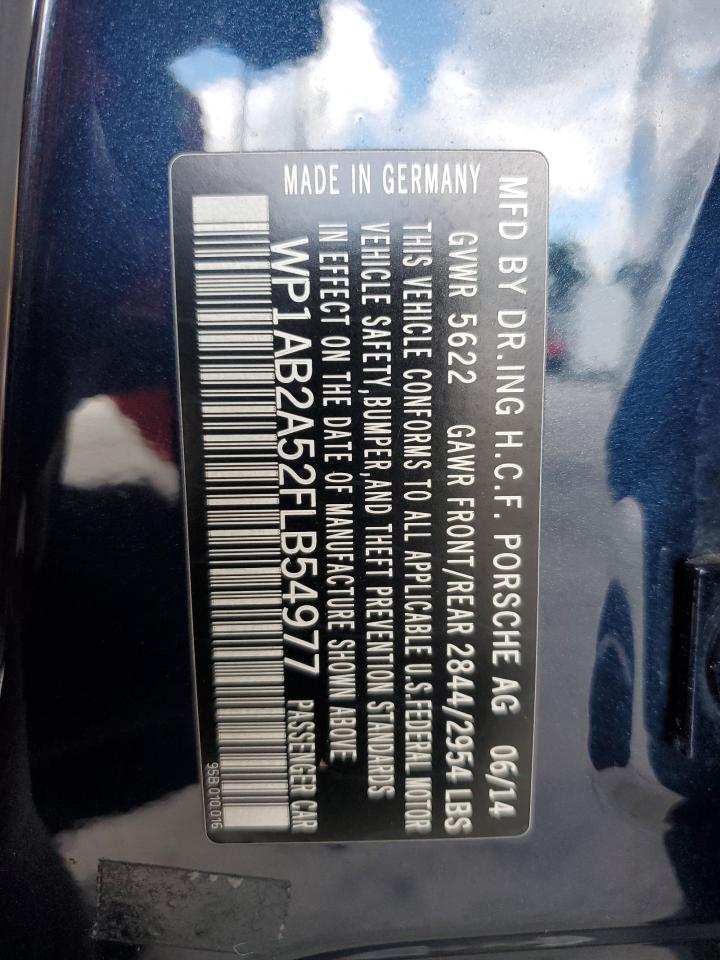 MFD BY DR.ING H.C.F. PORSCHE AG 06/14
GVWR 5622 GAWR FRONT/REAR 2844/2954 LBS
THIS VEHICLE CONFORMS TO ALL APPLICABLE U.S.FEDERAL MOTOR
VEHICLE SAFETY,BUMPER,AND THEFT PREVENTION STANDARDS
IN EFFECT ON THE DATE OF MANUFACTURE SHOWN ABOVE
WP1AB2A52FLB54977 PASSENGER CAR
95B.010.016
MADE IN GERMANY